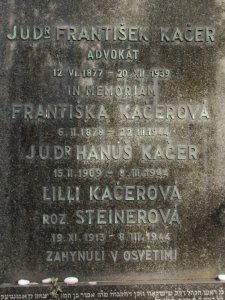 JUDR FRANTIŠEK KAČER
ADVOKÁT
12. VI. 1877 - 20. XII. 1939
IN MEMORIAM
FRANTIŠKA KAČEROVÁ
6. II. 1878 - 22. III. 1944
JUDR HANUŠ KAČER
15. II. 1909 - 8. III. 1944
LILLI KAČEROVÁ
ROZ. STEINEROVÁ
19. XI. 1913 - 8. III. 1944
ZAHYNULI V OSVĚTIMI